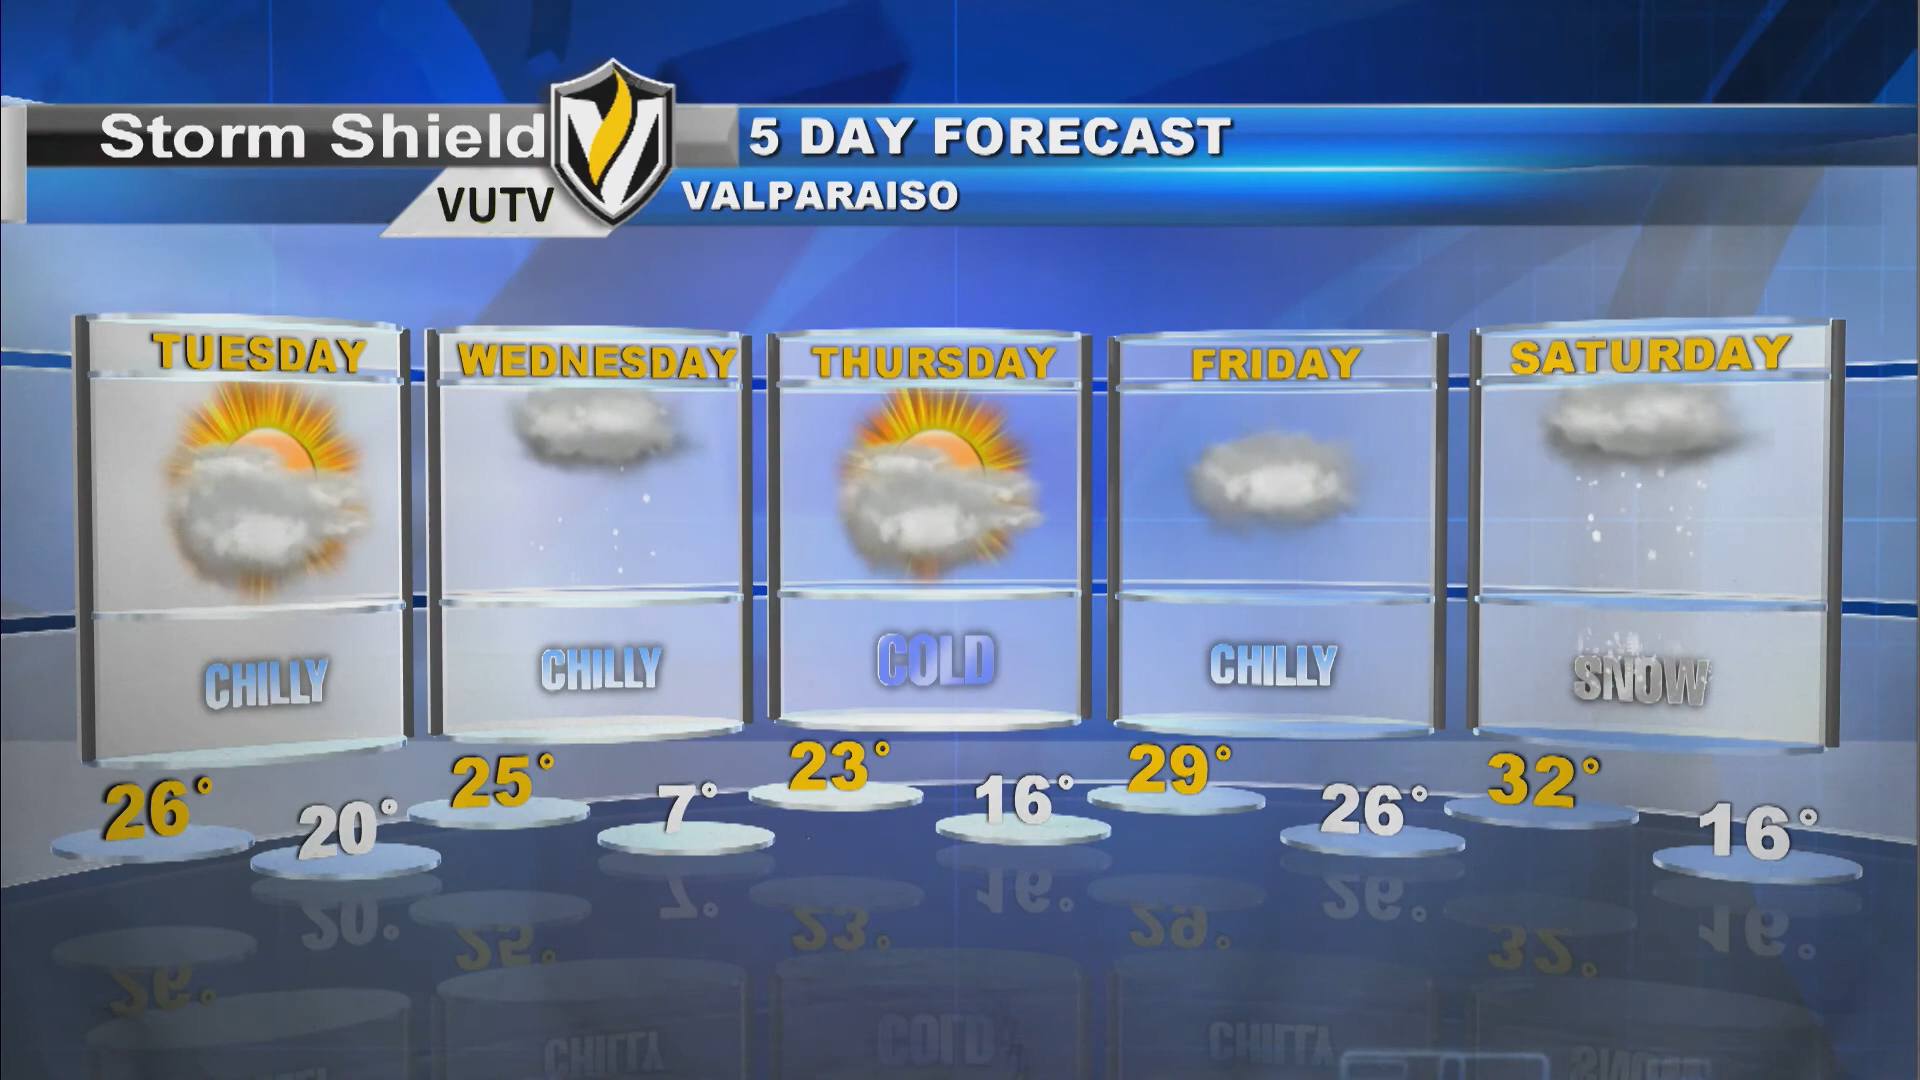 Storm Shield
VUTV
5 DAY FORECAST
VALPARAISO
TUESDAY
CHILLY
26°
20°
WEDNESDAY
CHILLY
25°
7°
THURSDAY
COLD
23°
16°
FRIDAY
CHILLY
29°
26°
SATURDAY
SNOW
32°
16°